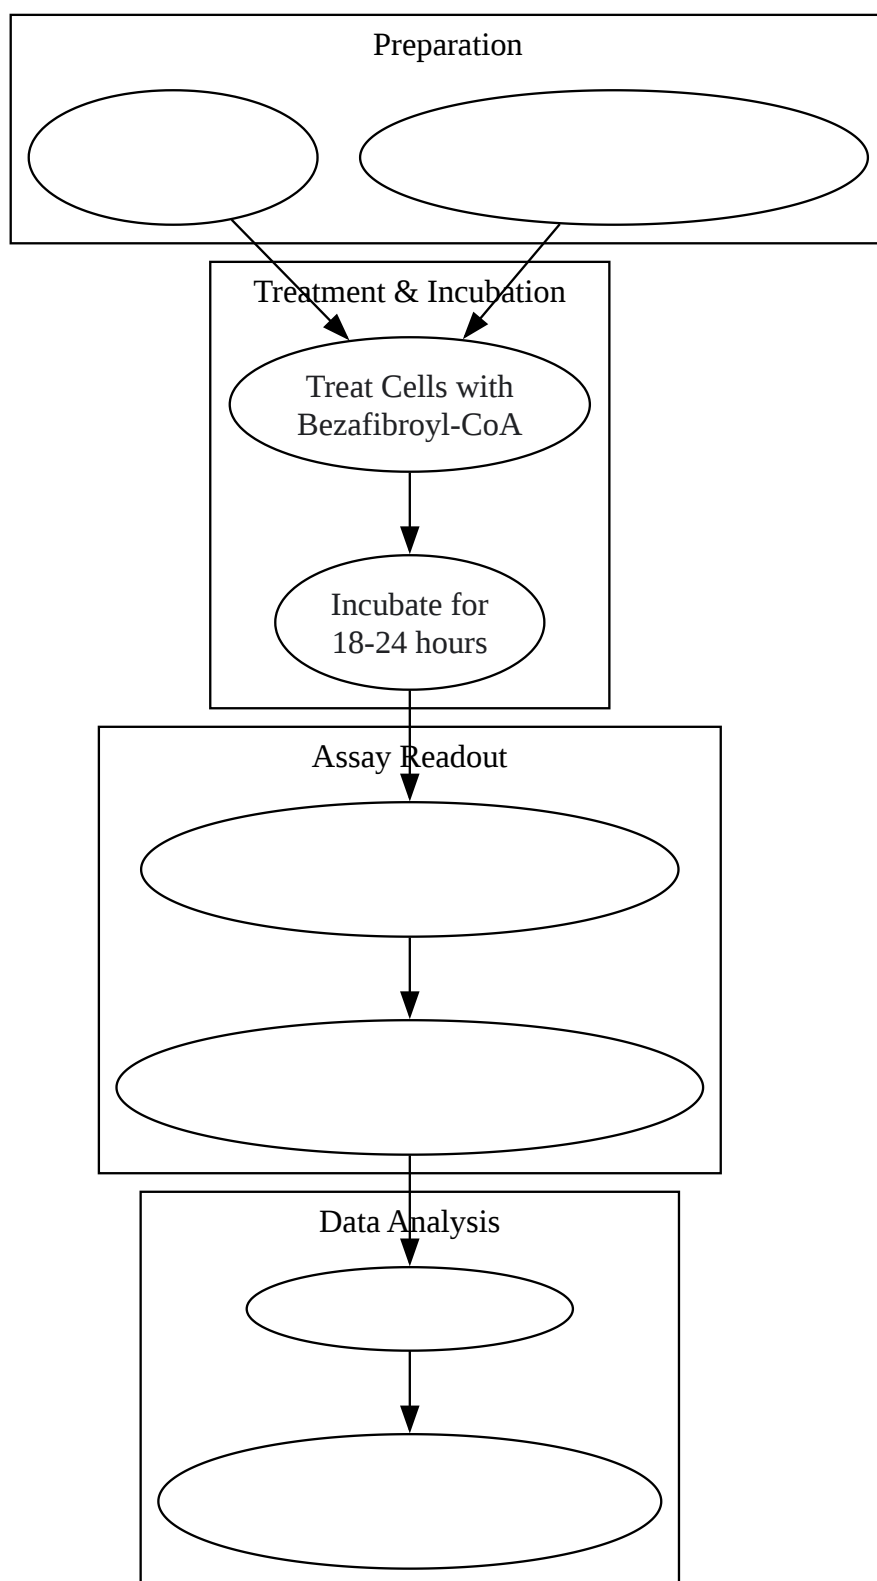 Preparation
Treatment & Incubation
Treat Cells with
Bezafibroyl-CoA
Incubate for
18-24 hours
Assay Readout
Data Analysis